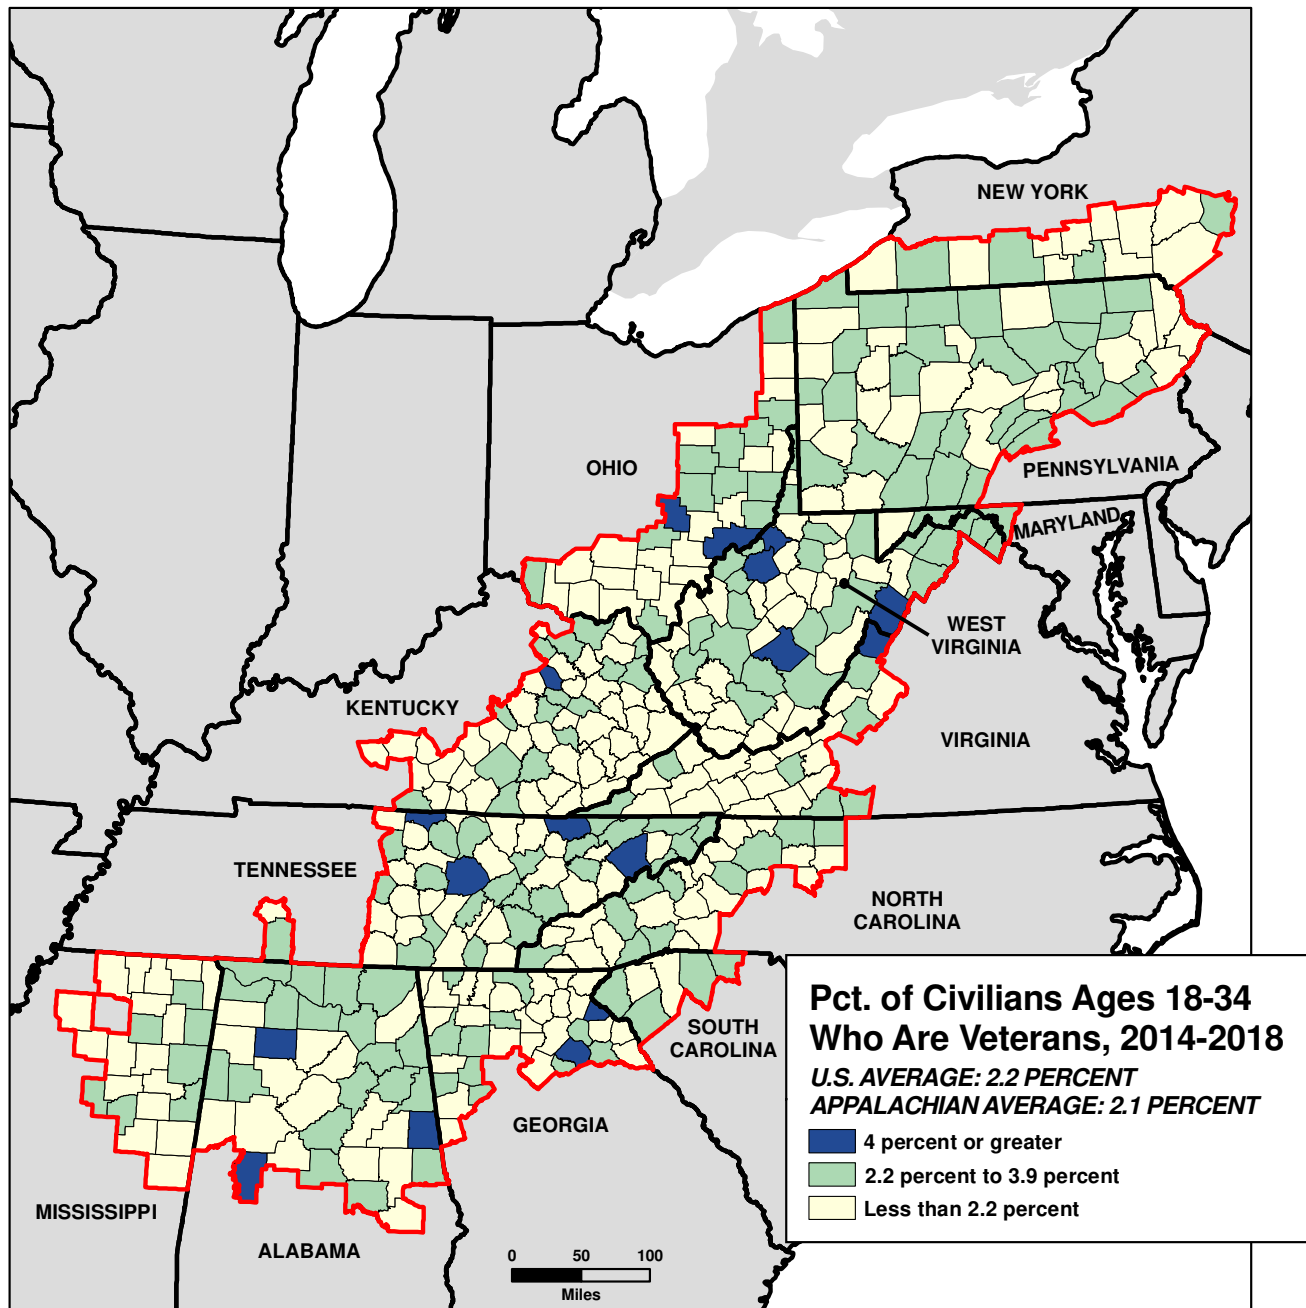 NEW YORK
OHIO
PENNSYLVANIA
MARYLAND
WEST
VIRGINIA
KENTUCKY
VIRGINIA
TENNESSEE
NORTH
CAROLINA
SOUTH
CAROLINA
GEORGIA
MISSISSIPPI
ALABAMA
0 50 100
Miles
Pct. of Civilians Ages 18-34
Who Are Veterans, 2014-2018
U.S. AVERAGE: 2.2 PERCENT
APPALACHIAN AVERAGE: 2.1 PERCENT
4 percent or greater
2.2 percent to 3.9 percent
Less than 2.2 percent